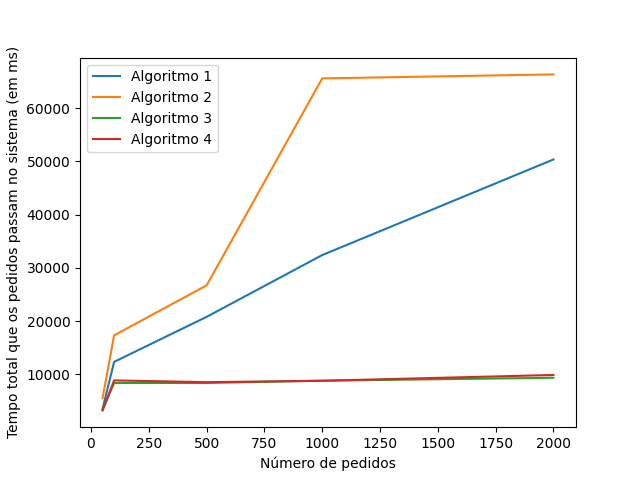 Algoritmo 1
Algoritmo 2
Algoritmo 3
Algoritmo 4
Tempo total que os pedidos passam no sistema (em ms)
60000
50000
40000
30000
20000
10000
0 250 500 750 1000 1250 1500 1750 2000
Número de pedidos